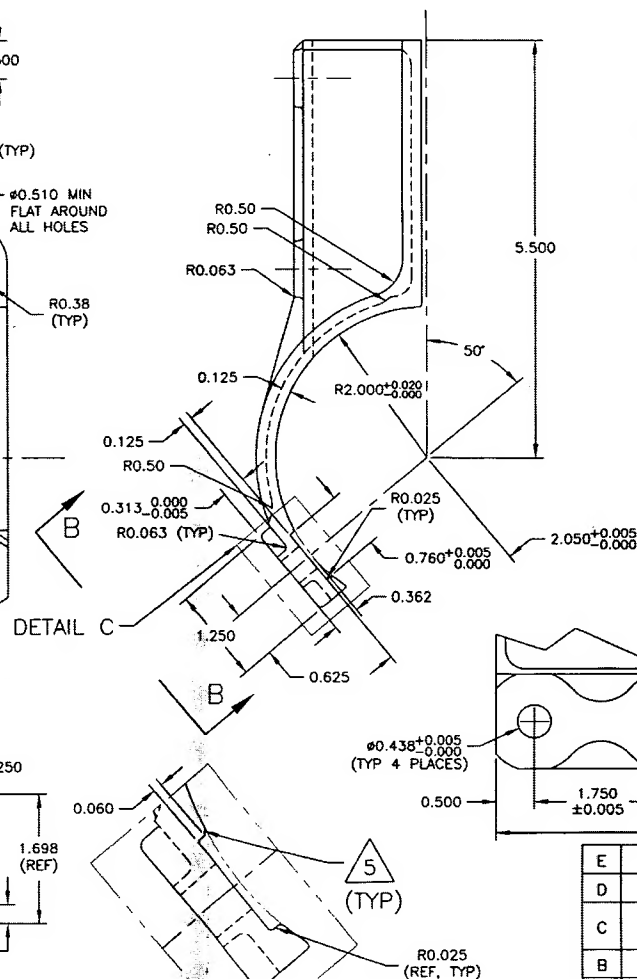 (TYP)
ø0.510 MIN
FLAT AROUND
ALL HOLES
R0.38
(TYP)
R0.50
R0.50
R0.063
5.500
50°
0.125
R2.000 +0.020 -0.000
0.125
R0.50
0.313 0.000 -0.005
R0.063 (TYP)
R0.025
(TYP)
0.760 +0.005 0.000
2.050 +0.005 -0.000
0.362
B
DETAIL C
1.250
0.625
B
ø0.438 +0.005 -0.000
(TYP 4 PLACES)
0.500
1.750
±0.005
250
1.698
(REF)
0.060
5
(TYP)
R0.025
(REF, TYP)
E
D
C
B